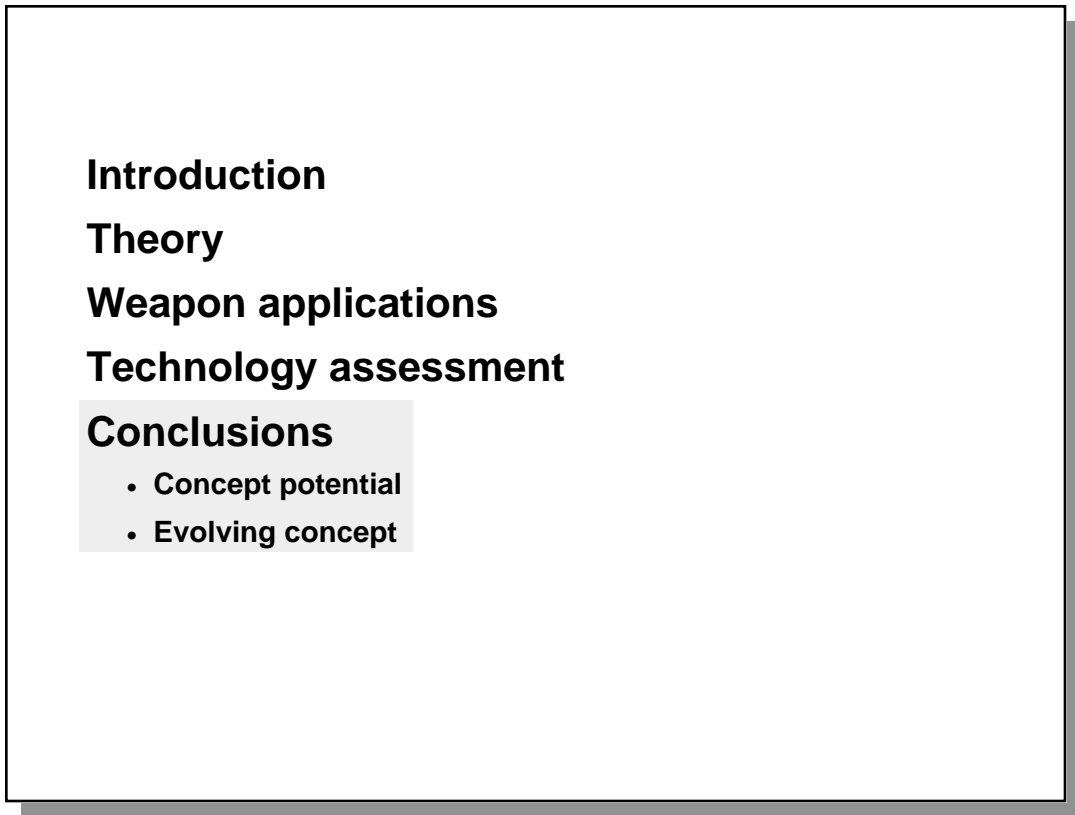 Introduction
Theory
Weapon applications
Technology assessment
Conclusions
• Concept potential
• Evolving concept